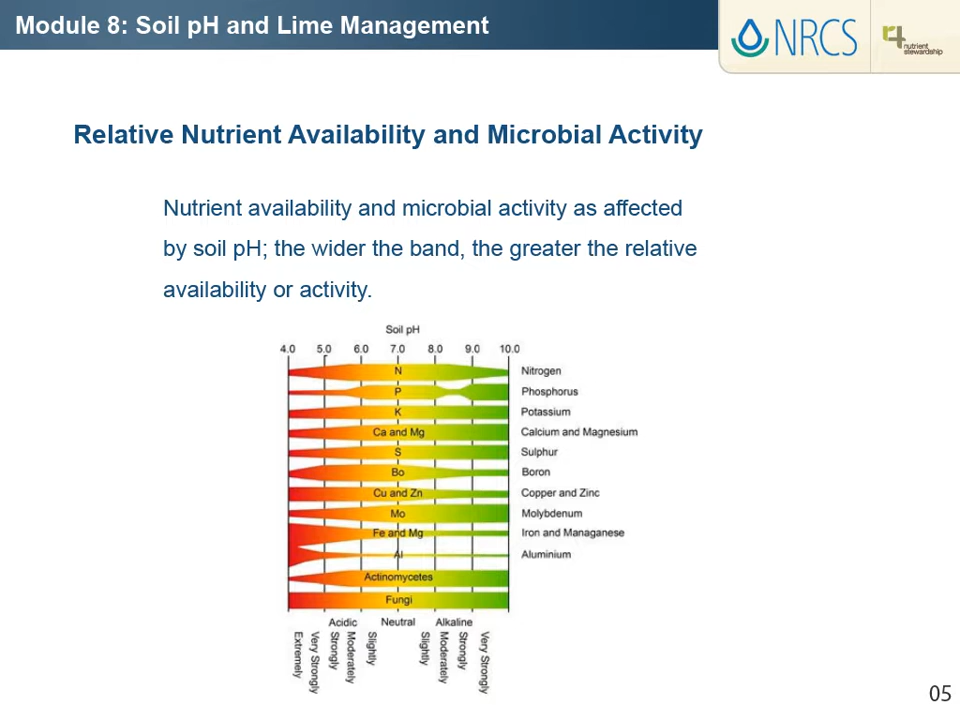 Module 8: Soil pH and Lime Management
NRCS
r4 nutrient
stewardship
Relative Nutrient Availability and Microbial Activity
Nutrient availability and microbial activity as affected
by soil pH; the wider the band, the greater the relative
availability or activity.
Soil pH
4.0 5.0 6.0 7.0 8.0 9.0 10.0
N Nitrogen
P Phosphorus
K Potassium
Ca and Mg Calcium and Magnesium
S Sulphur
Bo Boron
Cu and Zn Copper and Zinc
Mo Molybdenum
Fe and Mg Iron and Managanese
Al Aluminium
Actinomycetes
Fungi
Acidic Neutral Alkaline
Extremely
Very Strongly
Strongly
Moderately
Slightly
Slightly
Moderately
Strongly
Very Strongly
05